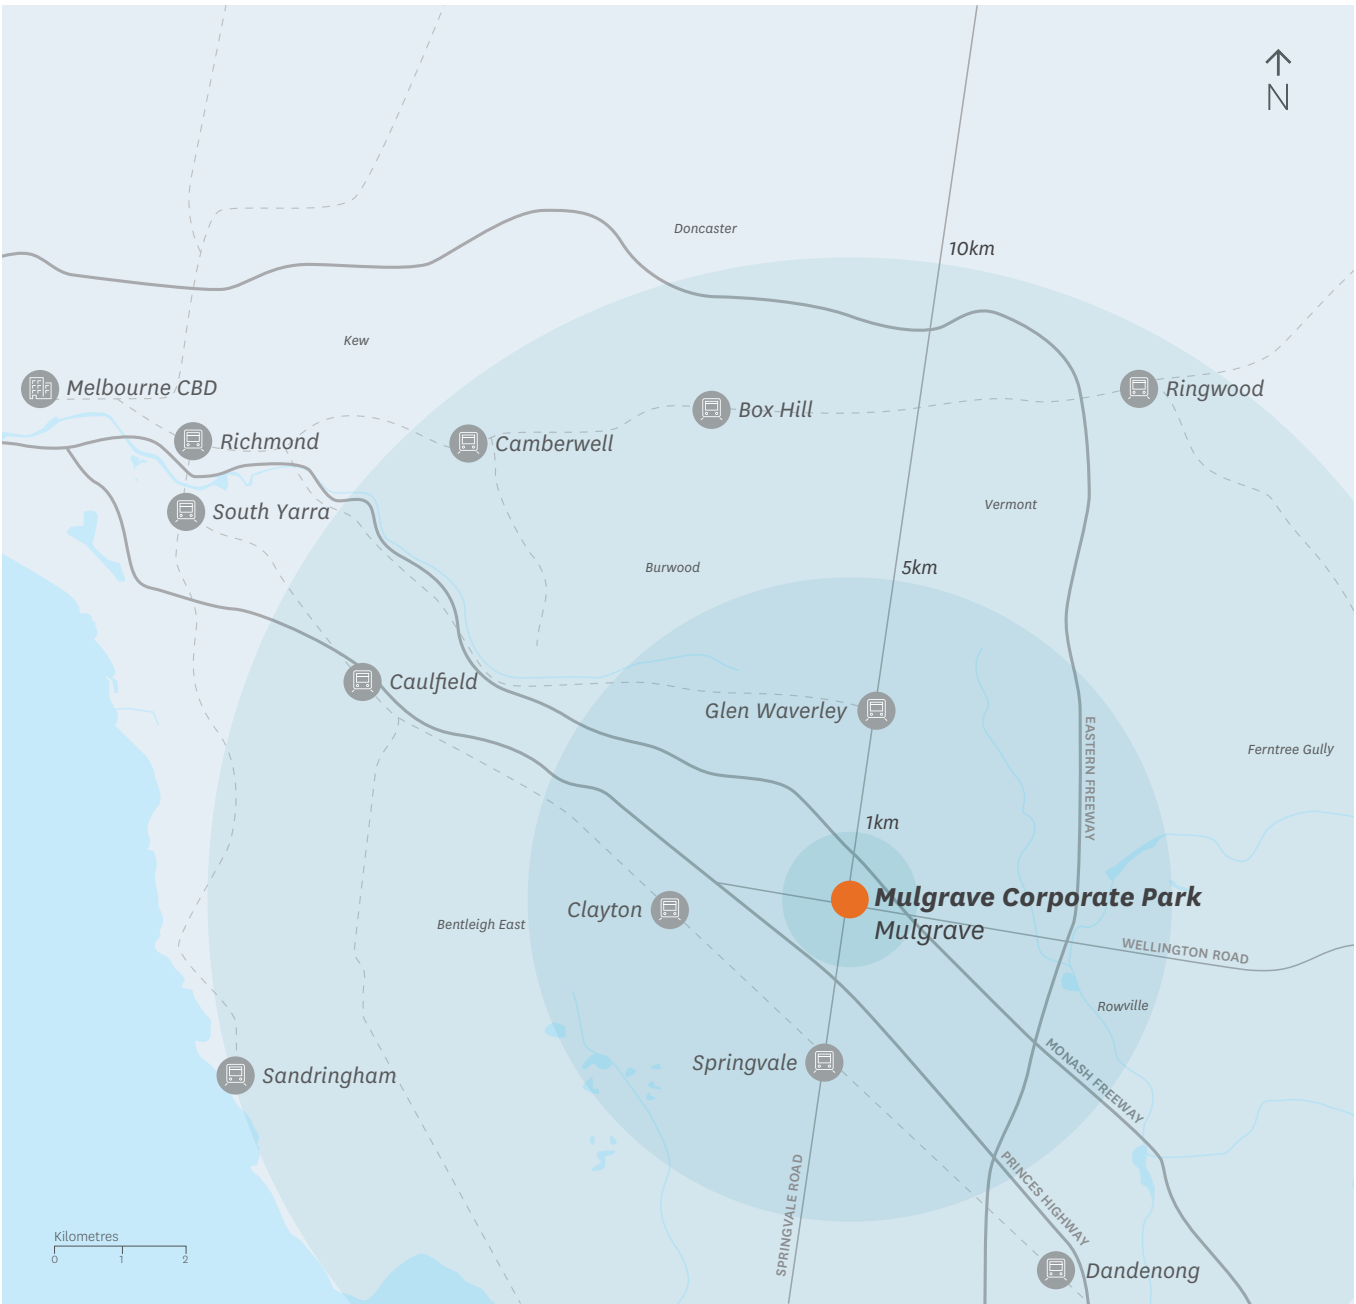 N
Doncaster
10km
Kew
Melbourne CBD
Ringwood
Box Hill
Richmond
Camberwell
Vermont
South Yarra
Burwood
5km
Caulfield
Glen Waverley
EASTERN FREEWAY
Ferntree Gully
1km
Mulgrave Corporate Park
Mulgrave
Clayton
Bentleigh East
WELLINGTON ROAD
Rowville
Springvale
MONASH FREEWAY
Sandringham
PRINCES HIGHWAY
SPRINGVALE ROAD
Kilometres
0 1 2
Dandenong